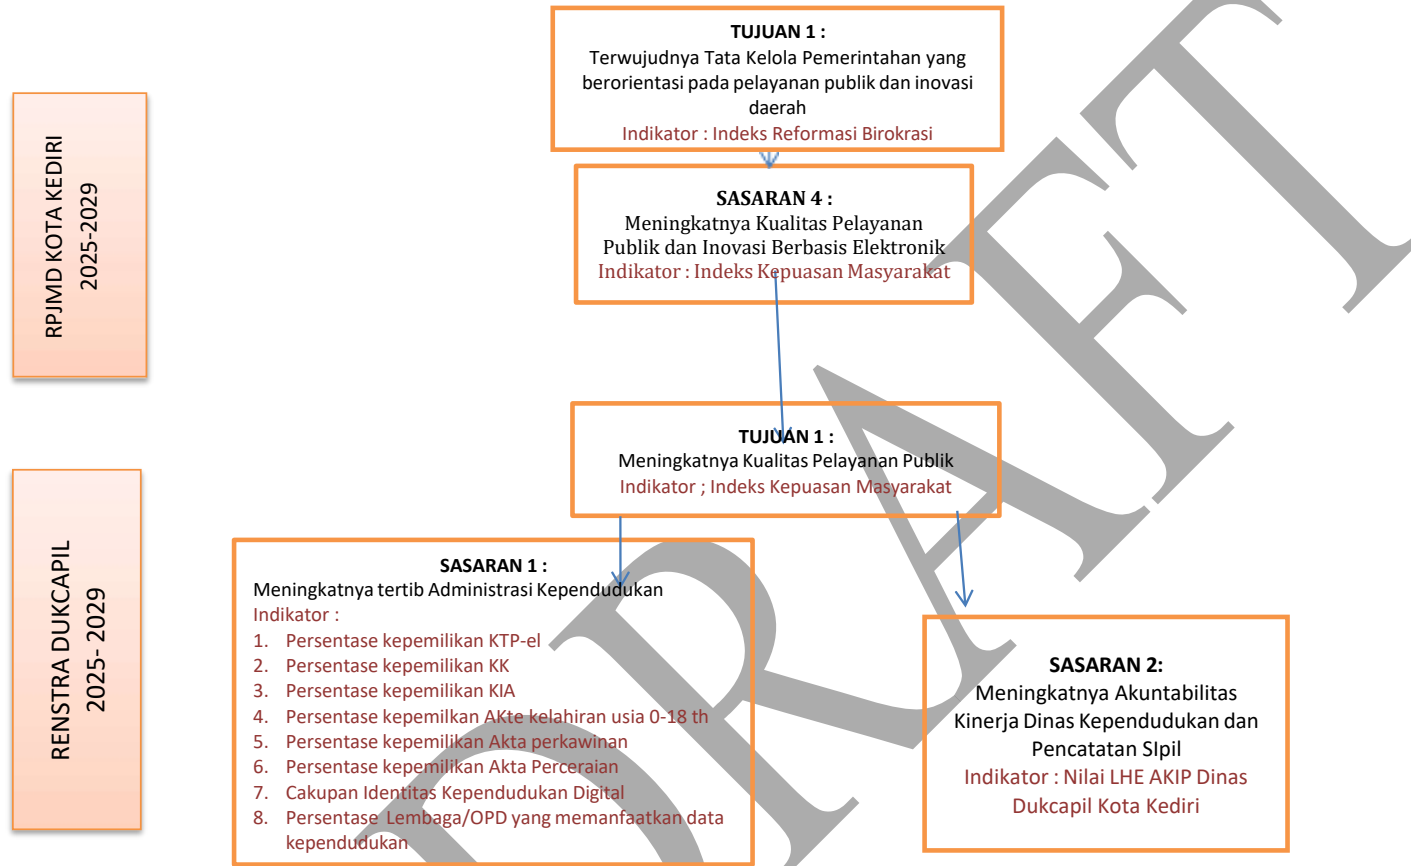 TUJUAN 1 :
Terwujudnya Tata Kelola Pemerintahan yang
berorientasi pada pelayanan publik dan inovasi
daerah
Indikator : Indeks Reformasi Birokrasi
RPJMD KOTA KEDIRI
2025-2029
SASARAN 4 :
Meningkatnya Kualitas Pelayanan
Publik dan Inovasi Berbasis Elektronik
Indikator : Indeks Kepuasan Masyarakat
TUJUAN 1 :
Meningkatnya Kualitas Pelayanan Publik
Indikator ; Indeks Kepuasan Masyarakat
RENSTRA DUKCAPIL
2025- 2029
SASARAN 1 :
Meningkatnya tertib Administrasi Kependudukan
Indikator :
1. Persentase kepemilikan KTP-el
2. Persentase kepemilikan KK
3. Persentase kepemilikan KIA
4. Persentase kepemilkan AKte kelahiran usia 0-18 th
5. Persentase kepemilikan Akta perkawinan
6. Persentase kepemilikan Akta Perceraian
7. Cakupan Identitas Kependudukan Digital
8. Persentase Lembaga/OPD yang memanfaatkan data
kependudukan
SASARAN 2:
Meningkatnya Akuntabilitas
Kinerja Dinas Kependudukan dan
Pencatatan SIpil
Indikator : Nilai LHE AKIP Dinas
Dukcapil Kota Kediri
DRAFT